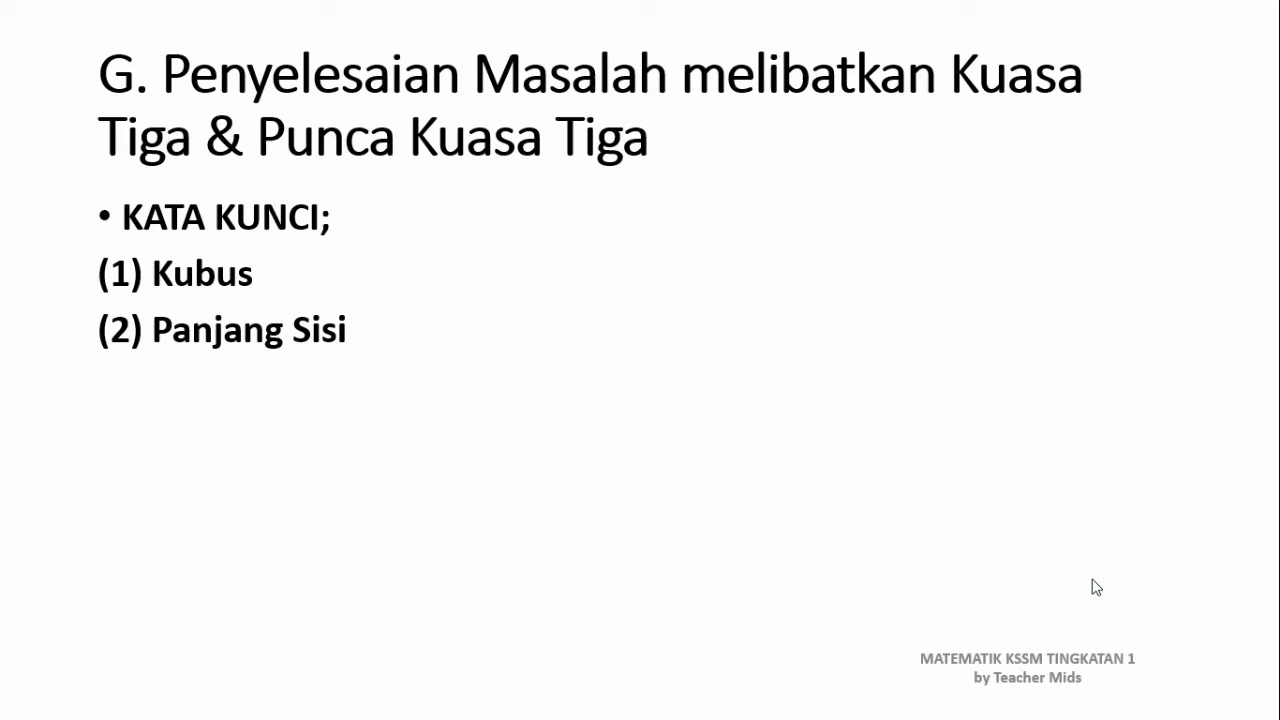 G. Penyelesaian Masalah melibatkan Kuasa
Tiga & Punca Kuasa Tiga
• KATA KUNCI;
(1) Kubus
(2) Panjang Sisi
MATEMATIK KSSM TINGKATAN 1
by Teacher Mids